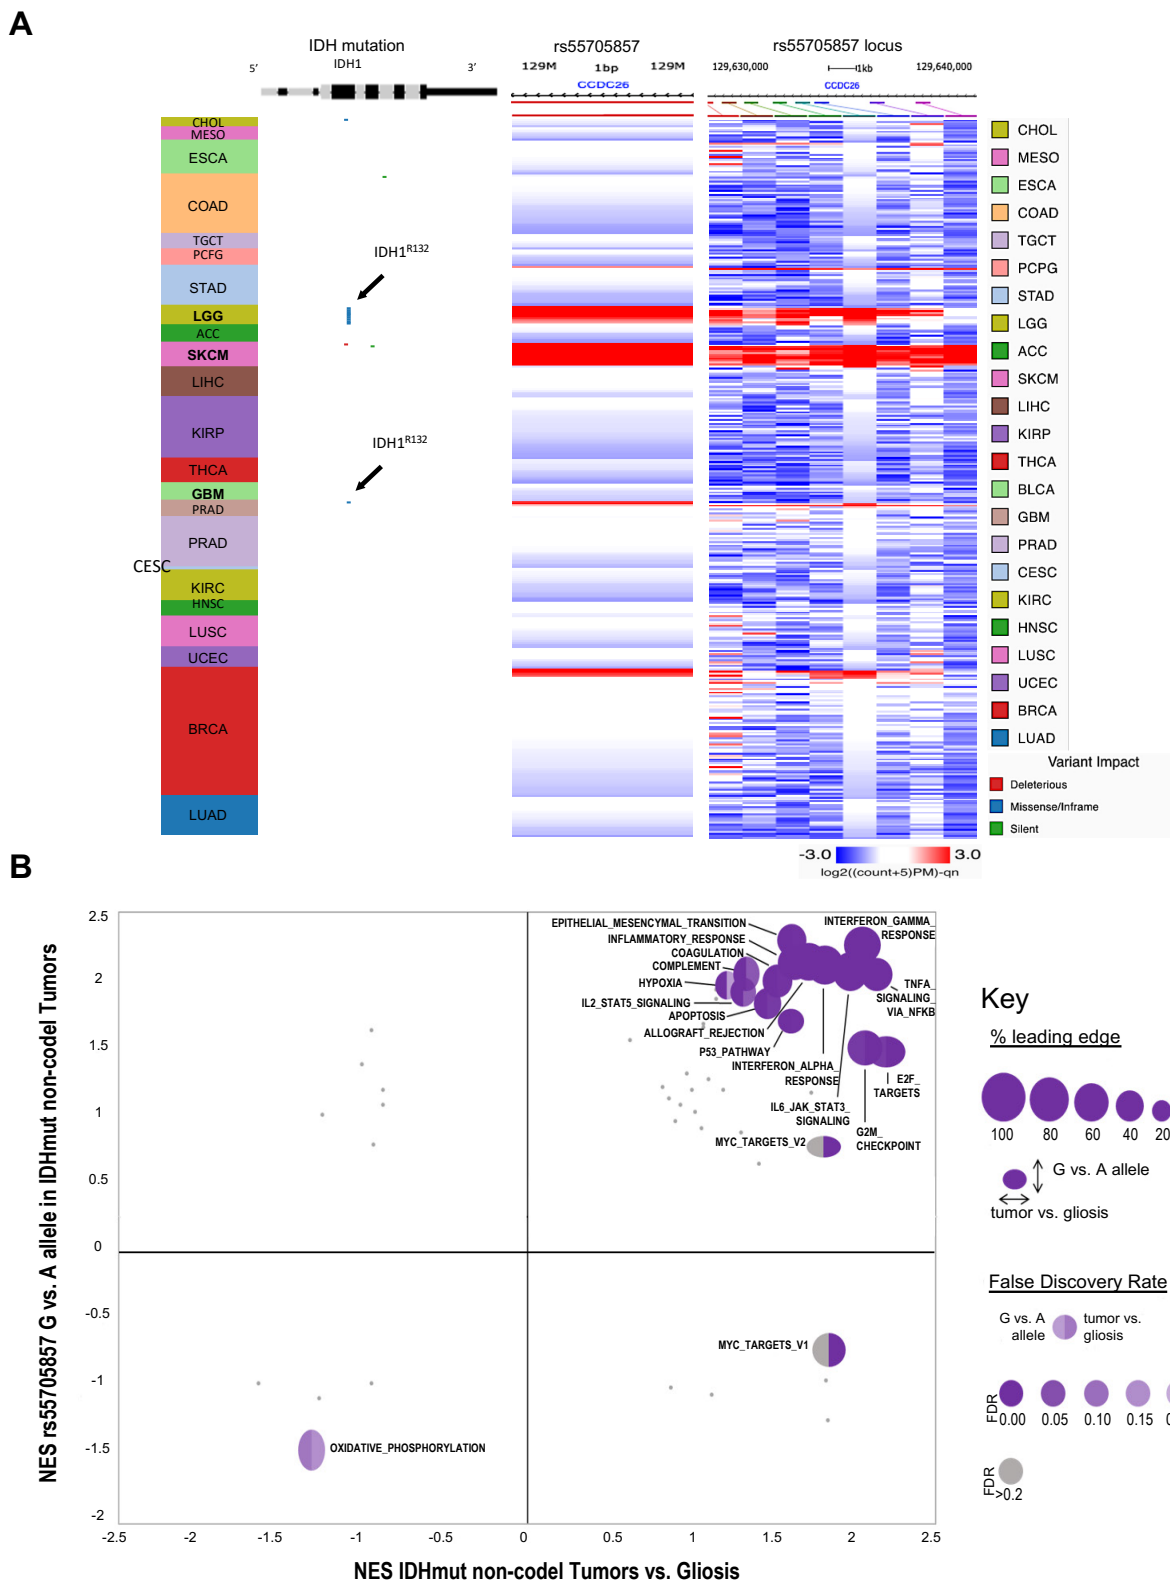 A
IDH mutation
IDH1
5′
3′
rs55705857
129M 1bp 129M
CCDC26
rs55705857 locus
129,630,000 1kb 129,640,000
CCDC26
CHOL
MESO
ESCA
COAD
TGCT
PCFG
STAD
LGG
ACC
SKCM
LIHC
KIRP
THCA
GBM
PRAD
PRAD
CESC
KIRC
HNSC
LUSC
UCEC
BRCA
LUAD
IDH1R132
IDH1R132
CHOL
MESO
ESCA
COAD
TGCT
PCPG
STAD
LGG
ACC
SKCM
LIHC
KIRP
THCA
BLCA
GBM
PRAD
CESC
KIRC
HNSC
LUSC
UCEC
BRCA
LUAD
Variant Impact
Deleterious
Missense/Inframe
Silent
-3.0 3.0
log2((count+5)PM)-qn
B
NES rs55705857 G vs. A allele in IDHmut non-codel Tumors
2.5
2
1.5
1
0.5
0
-0.5
-1
-1.5
-2
-2.5 -2 -1.5 -1 -0.5 0 0.5 1 1.5 2 2.5
NES IDHmut non-codel Tumors vs. Gliosis
EPITHELIAL_MESENCYMAL_TRANSITION
INFLAMMATORY_RESPONSE
COAGULATION
COMPLEMENT
HYPOXIA
IL2_STAT5_SIGNALING
APOPTOSIS
ALLOGRAFT_REJECTION
P53_PATHWAY
INTERFERON_ALPHA_
RESPONSE
IL6_JAK_STAT3_
SIGNALING
MYC_TARGETS_V2
G2M_
CHECKPOINT
E2F_
TARGETS
TNFA_
SIGNALING_
VIA_NFKB
INTERFERON_GAMMA_
RESPONSE
MYC_TARGETS_V1
OXIDATIVE_PHOSPHORYLATION
Key
% leading edge
100 80 60 40 20
G vs. A allele
tumor vs. gliosis
False Discovery Rate
G vs. A
allele
tumor vs.
gliosis
FDR
0.00 0.05 0.10 0.15
FDR
>0.2